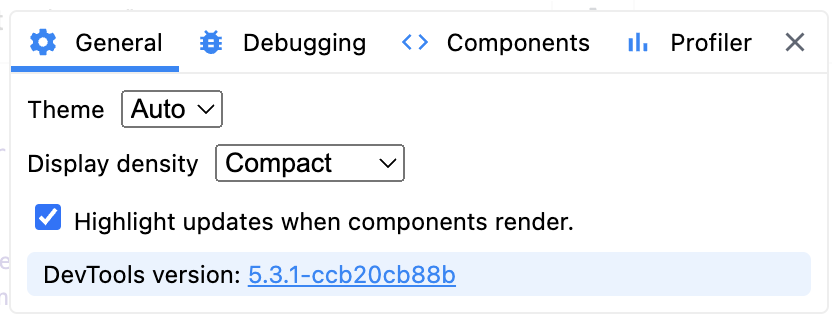 General Debugging Components Profiler
Theme Auto
Display density Compact
Highlight updates when components render.
DevTools version: 5.3.1-ccb20cb88b